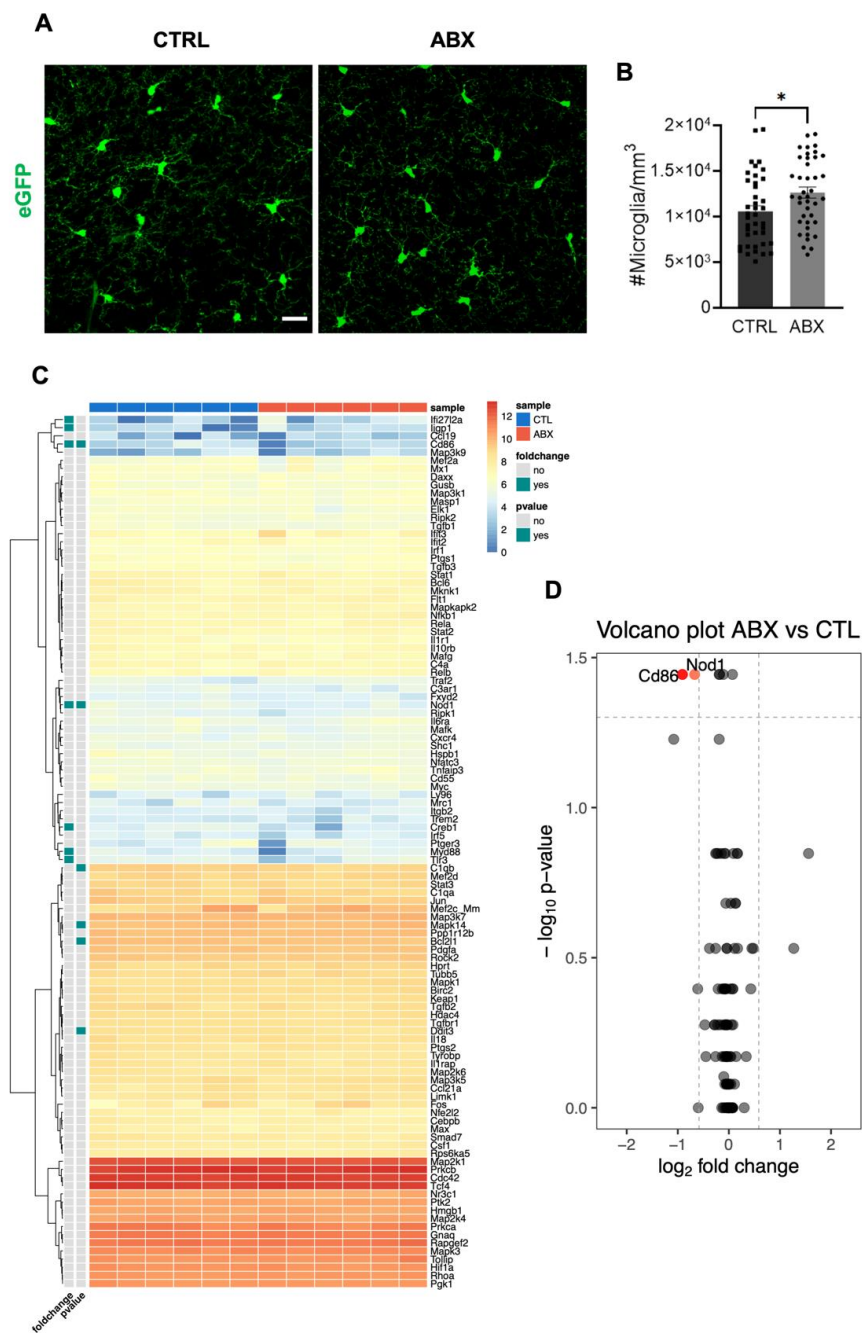 A
CTRL
ABX
eGFP
B
*
#Microglia/mm3
2×10⁴
1.5×10⁴
1×10⁴
5×10³
0
CTRL
ABX
C
sample
Ifi27l2a
Iigp1
Ccl19
Cd86
Map3k9
Mef2a
Mx1
Daxx
Gusb
Map3k1
Masp1
Elk1
Ripk2
Tgfb1
Ifit3
Ifit2
Irf1
Ptgs1
Tgfb3
Stat1
Bcl6
Mknk1
Flt1
Mapkapk2
Nfkb1
Rela
Stat2
Il1r1
Il10rb
Mafg
C4a
Relb
Traf2
C3ar1
Fxyd2
Nod1
Ripk1
Il6ra
Mafk
Cxcr4
Shc1
Hspb1
Nfatc3
Tnfaip3
Cd55
Myc
Ly96
Mrc1
Itgb2
Trem2
Creb1
Irf5
Ptger3
Myd88
Tlr3
C1qb
Mef2d
Stat3
C1qa
Jun
Mef2c_Mm
Map3k7
Mapk14
Ppp1r12b
Bcl2l1
Pdgfa
Rock2
Hprt
Tubb5
Mapk1
Birc2
Keap1
Tgfb2
Hdac4
Tgfbr1
Ddit3
Il18
Ptgs2
Tyrobp
Il1rap
Map2k6
Map3k5
Ccl21a
Limk1
Fos
Nfe2l2
Cebpb
Max
Smad7
Csf1
Rps6ka5
Map2k1
Prkcb
Cdc42
Tcf4
Nr3c1
Ptk2
Hmgb1
Map2k4
Prkca
Gnaq
Rapgef2
Mapk3
Tollip
Hif1a
Rhoa
Pgk1
foldchange
pvalue
12
10
8
6
4
2
0
sample
CTL
ABX
foldchange
no
yes
pvalue
no
yes
D
Volcano plot ABX vs CTL
Nod1
Cd86
− log₁₀ p-value
1.5
1.0
0.5
0.0
−2
−1
0
1
2
log₂ fold change